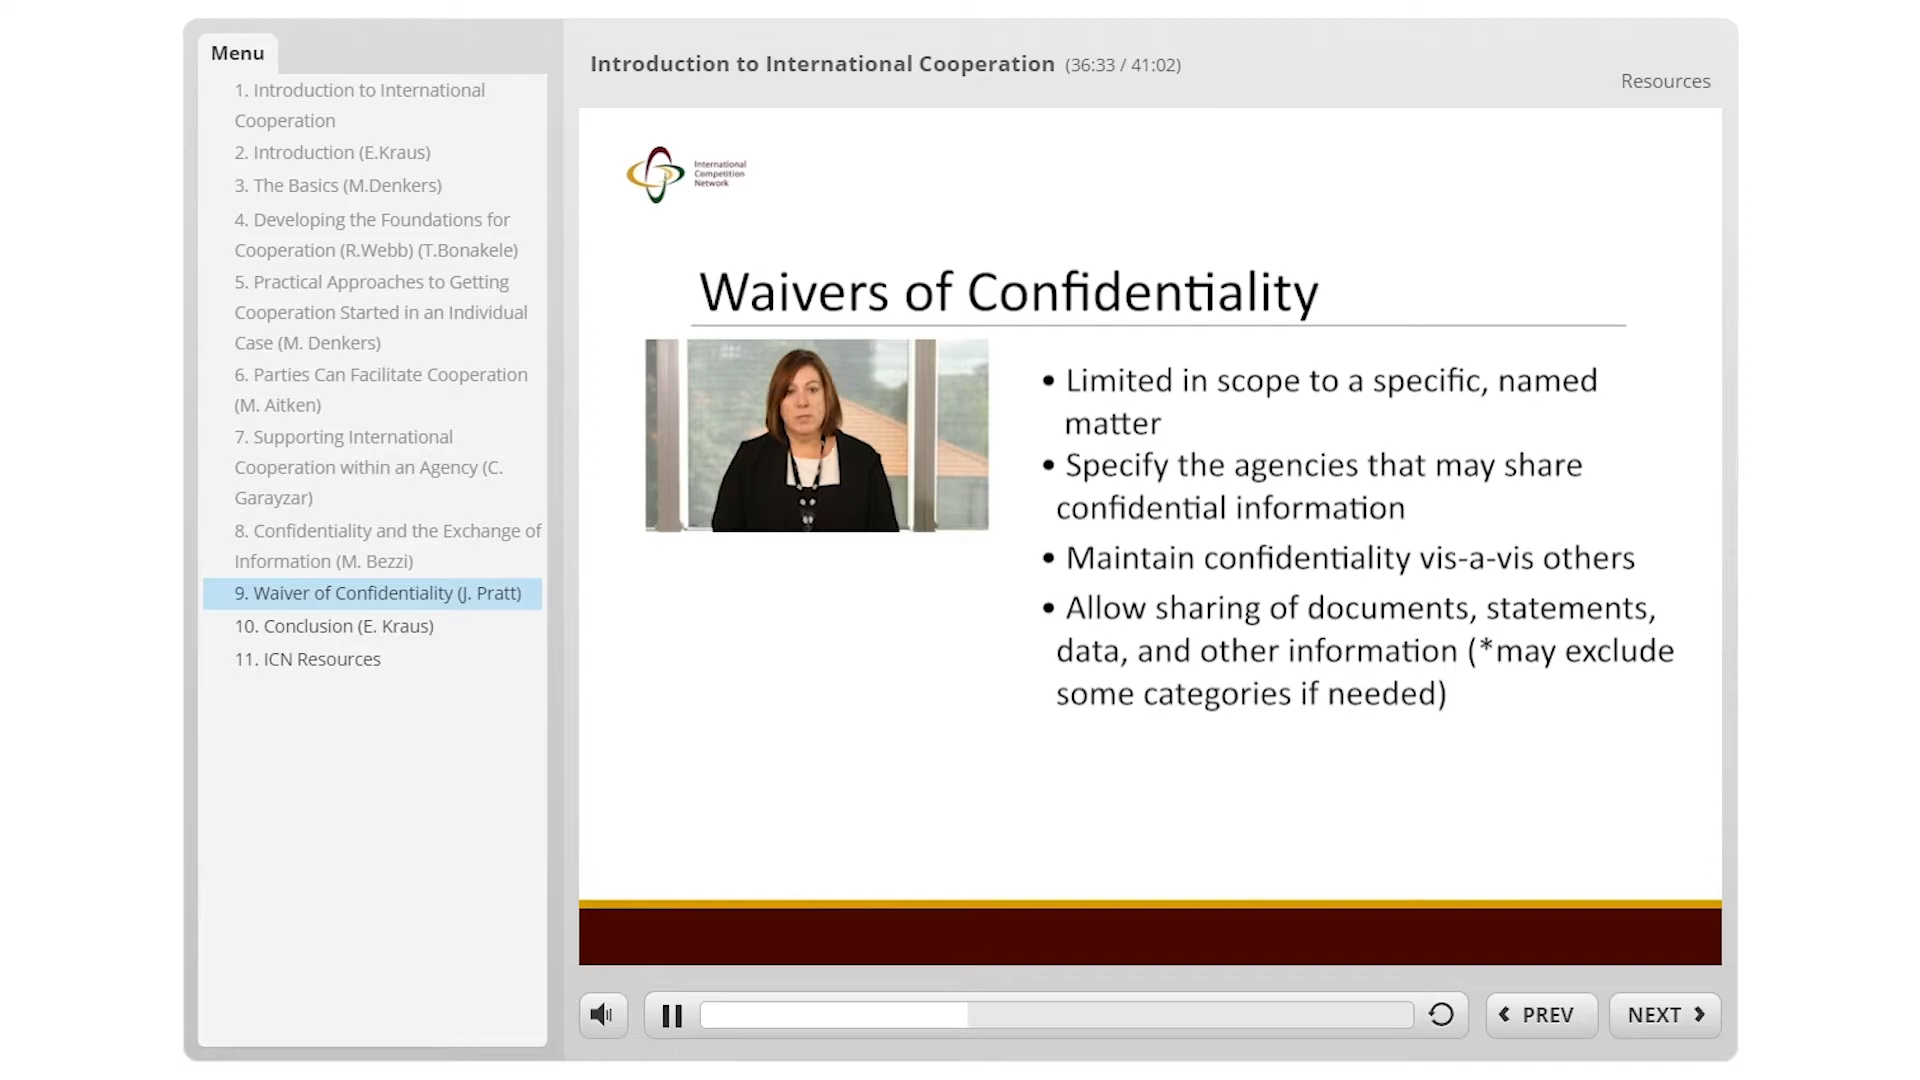 Menu
1. Introduction to International
Cooperation
2. Introduction (E.Kraus)
3. The Basics (M.Denkers)
4. Developing the Foundations for
Cooperation (R.Webb) (T.Bonakele)
5. Practical Approaches to Getting
Cooperation Started in an Individual
Case (M. Denkers)
6. Parties Can Facilitate Cooperation
(M. Aitken)
7. Supporting International
Cooperation within an Agency (C.
Garayzar)
8. Confidentiality and the Exchange of
Information (M. Bezzi)
9. Waiver of Confidentiality (J. Pratt)
10. Conclusion (E. Kraus)
11. ICN Resources
Introduction to International Cooperation (36:33 / 41:02)
Resources
International
Competition
Network
Waivers of Confidentiality
• Limited in scope to a specific, named
matter
• Specify the agencies that may share
confidential information
• Maintain confidentiality vis-a-vis others
• Allow sharing of documents, statements,
data, and other information (*may exclude
some categories if needed)
PREV
NEXT